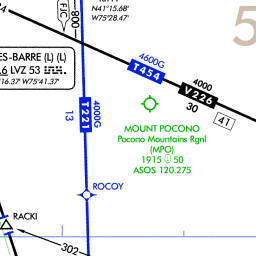 N41°15.68'
W75°28.47'
FJC
800
5
ES-BARRE (L) (L)
.6 LVZ 53
16.37' W75°41.37'
4600G
T454
4000
V226
30
41
4000G
T221
13
MOUNT POCONO
Pocono Mountains Rgnl
(MPO)
1915 50
ASOS 120.275
ROCOY
RACKI
302